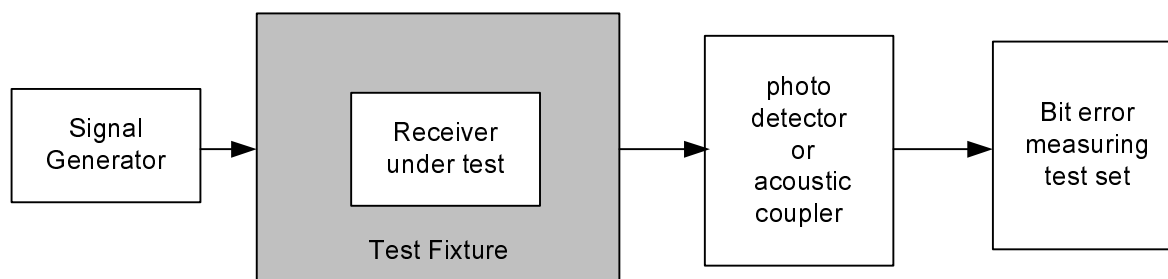 Signal
Generator
Receiver
under test
Test Fixture
photo
detector
or
acoustic
coupler
Bit error
measuring
test set